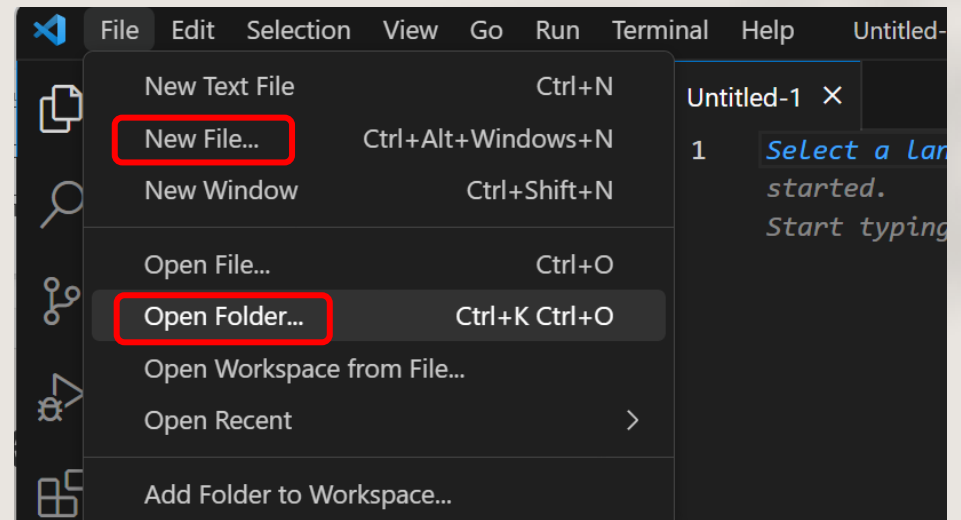 File Edit Selection View Go Run Terminal Help Untitled-
New Text File Ctrl+N
New File... Ctrl+Alt+Windows+N
New Window Ctrl+Shift+N
Open File... Ctrl+O
Open Folder... Ctrl+K Ctrl+O
Open Workspace from File...
Open Recent
Add Folder to Workspace...
Untitled-1
1 Select a lan
started.
Start typing